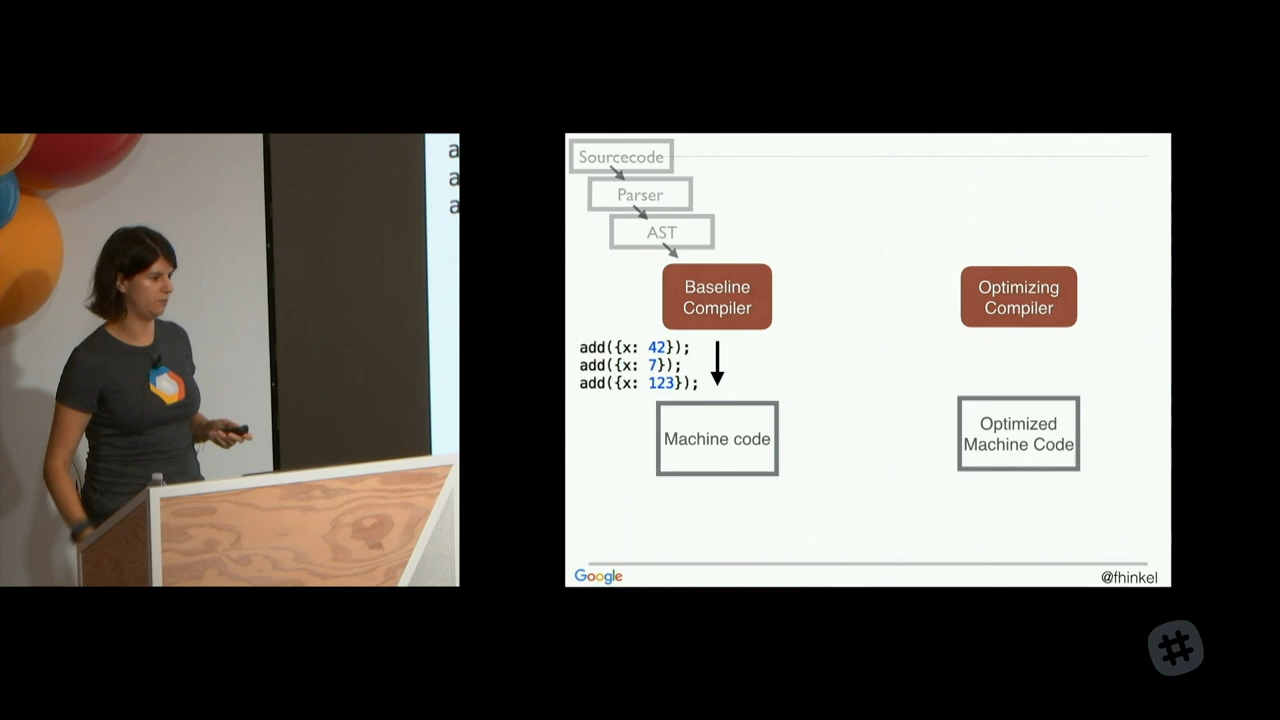 a
a
a
Sourcecode
Parser
AST
Baseline
Compiler
Optimizing
Compiler
add({x: 42});
add({x: 7});
add({x: 123});
Machine code
Optimized
Machine Code
Google
@fhinkel
#